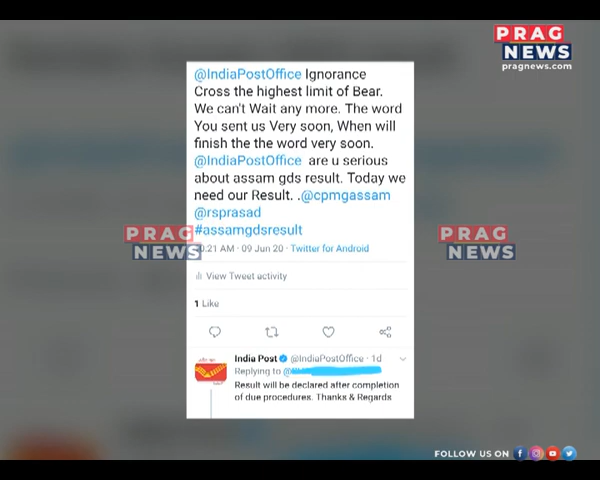 PRAG
NEWS
pragnews.com
@IndiaPostOffice Ignorance
Cross the highest limit of Bear.
We can't Wait any more. The word
You sent us Very soon, When will
finish the the word very soon.
@IndiaPostOffice are u serious
about assam gds result. Today we
need our Result. .@cpmgassam
@rsprasad
#assamgdsresult
0:21 AM · 09 Jun 20 · Twitter for Android
PRAG
NEWS
PRAG
NEWS
View Tweet activity
1 Like
India Post @IndiaPostOffice · 1d
Replying to
Result will be declared after completion
of due procedures. Thanks & Regards
FOLLOW US ON